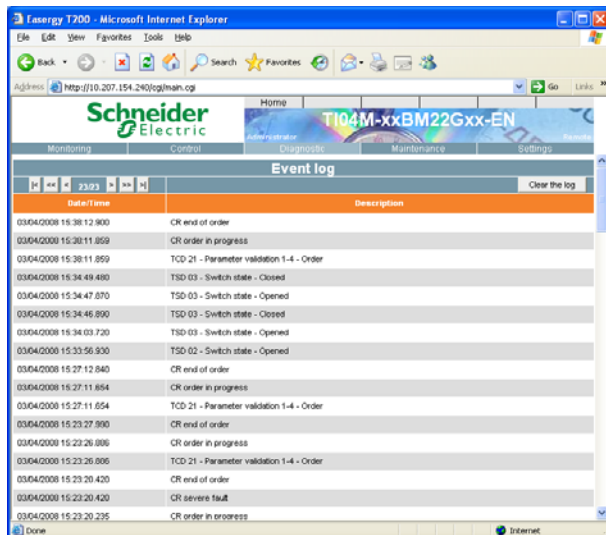 Easergy T200 - Microsoft Internet Explorer
File Edit View Favorites Tools Help
Back Search Favorites
Address http://10.207.154.240/cgi/main.cgi Go Links »
Schneider Electric
Home
TI04M-xxBM22Gxx-EN
Administrator Remote
Monitoring Control Diagnostic Maintenance Settings
Event log
|< << < 23/23 > >> >| Clear the log
Date/Time Description
03/04/2008 15:38:12.900 CR end of order
03/04/2008 15:38:11.859 CR order in progress
03/04/2008 15:38:11.859 TCD 21 - Parameter validation 1-4 - Order
03/04/2008 15:34:49.480 TSD 03 - Switch state - Closed
03/04/2008 15:34:47.870 TSD 03 - Switch state - Opened
03/04/2008 15:34:46.890 TSD 03 - Switch state - Closed
03/04/2008 15:34:03.720 TSD 03 - Switch state - Opened
03/04/2008 15:33:56.930 TSD 02 - Switch state - Opened
03/04/2008 15:27:12.840 CR end of order
03/04/2008 15:27:11.654 CR order in progress
03/04/2008 15:27:11.654 TCD 21 - Parameter validation 1-4 - Order
03/04/2008 15:23:27.990 CR end of order
03/04/2008 15:23:26.886 CR order in progress
03/04/2008 15:23:26.886 TCD 21 - Parameter validation 1-4 - Order
03/04/2008 15:23:20.420 CR end of order
03/04/2008 15:23:20.420 CR severe fault
03/04/2008 15:23:20.235 CR order in progress
Done Internet